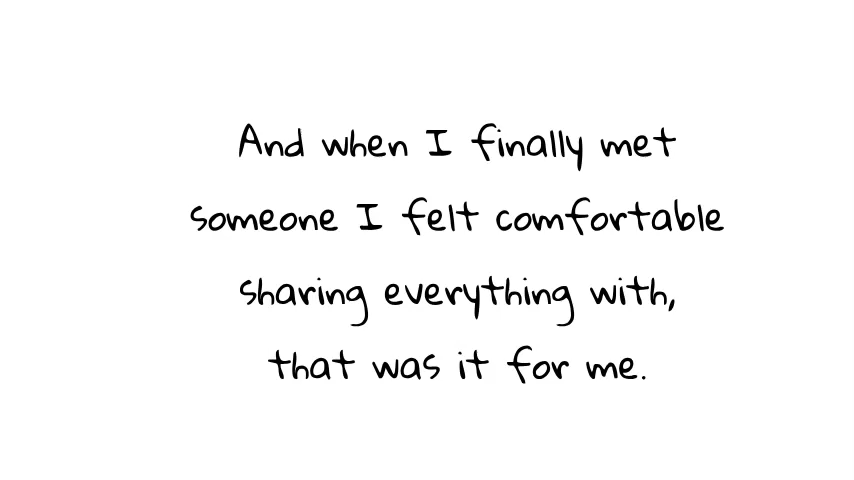 And when I finally met
someone I felt comfortable
sharing everything with,
that was it for me.